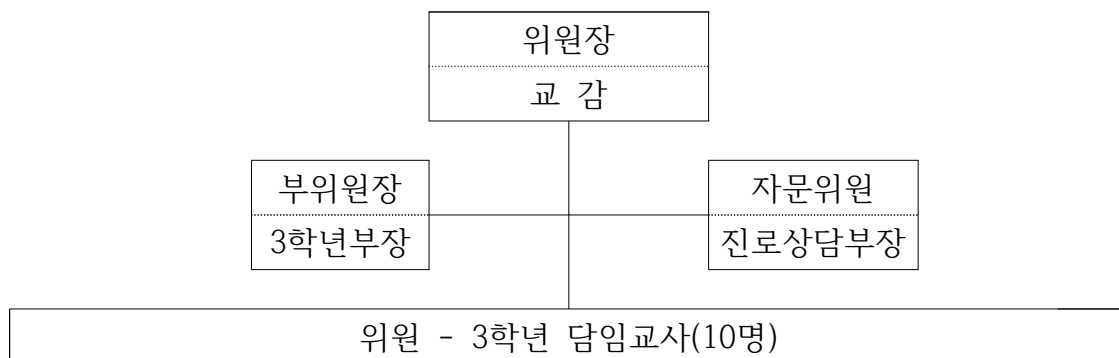 위원장
교 감
부위원장
3학년부장
자문위원
진로상담부장
위원 - 3학년 담임교사(10명)